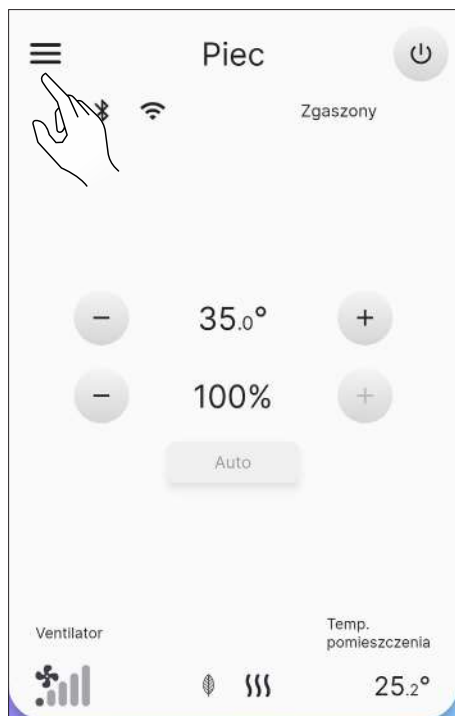 Piec
Zgaszony
− 35.0° +
− 100% +
Auto
Ventilator
Temp.
pomieszczenia
25.2°